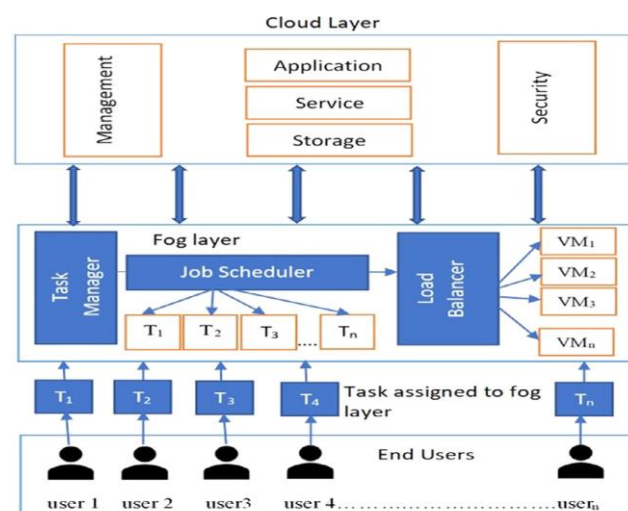 Cloud Layer
Management
Application
Service
Storage
Security
Fog layer
Task
Manager
Job Scheduler
Load
Balancer
VM₁
VM₂
VM₃
VMₙ
T₁
T₂
T₃
....
Tₙ
T₁
T₂
T₃
T₄
Task assigned to fog
layer
Tₙ
End Users
user 1 user 2 user3 user 4………………………….userₙ